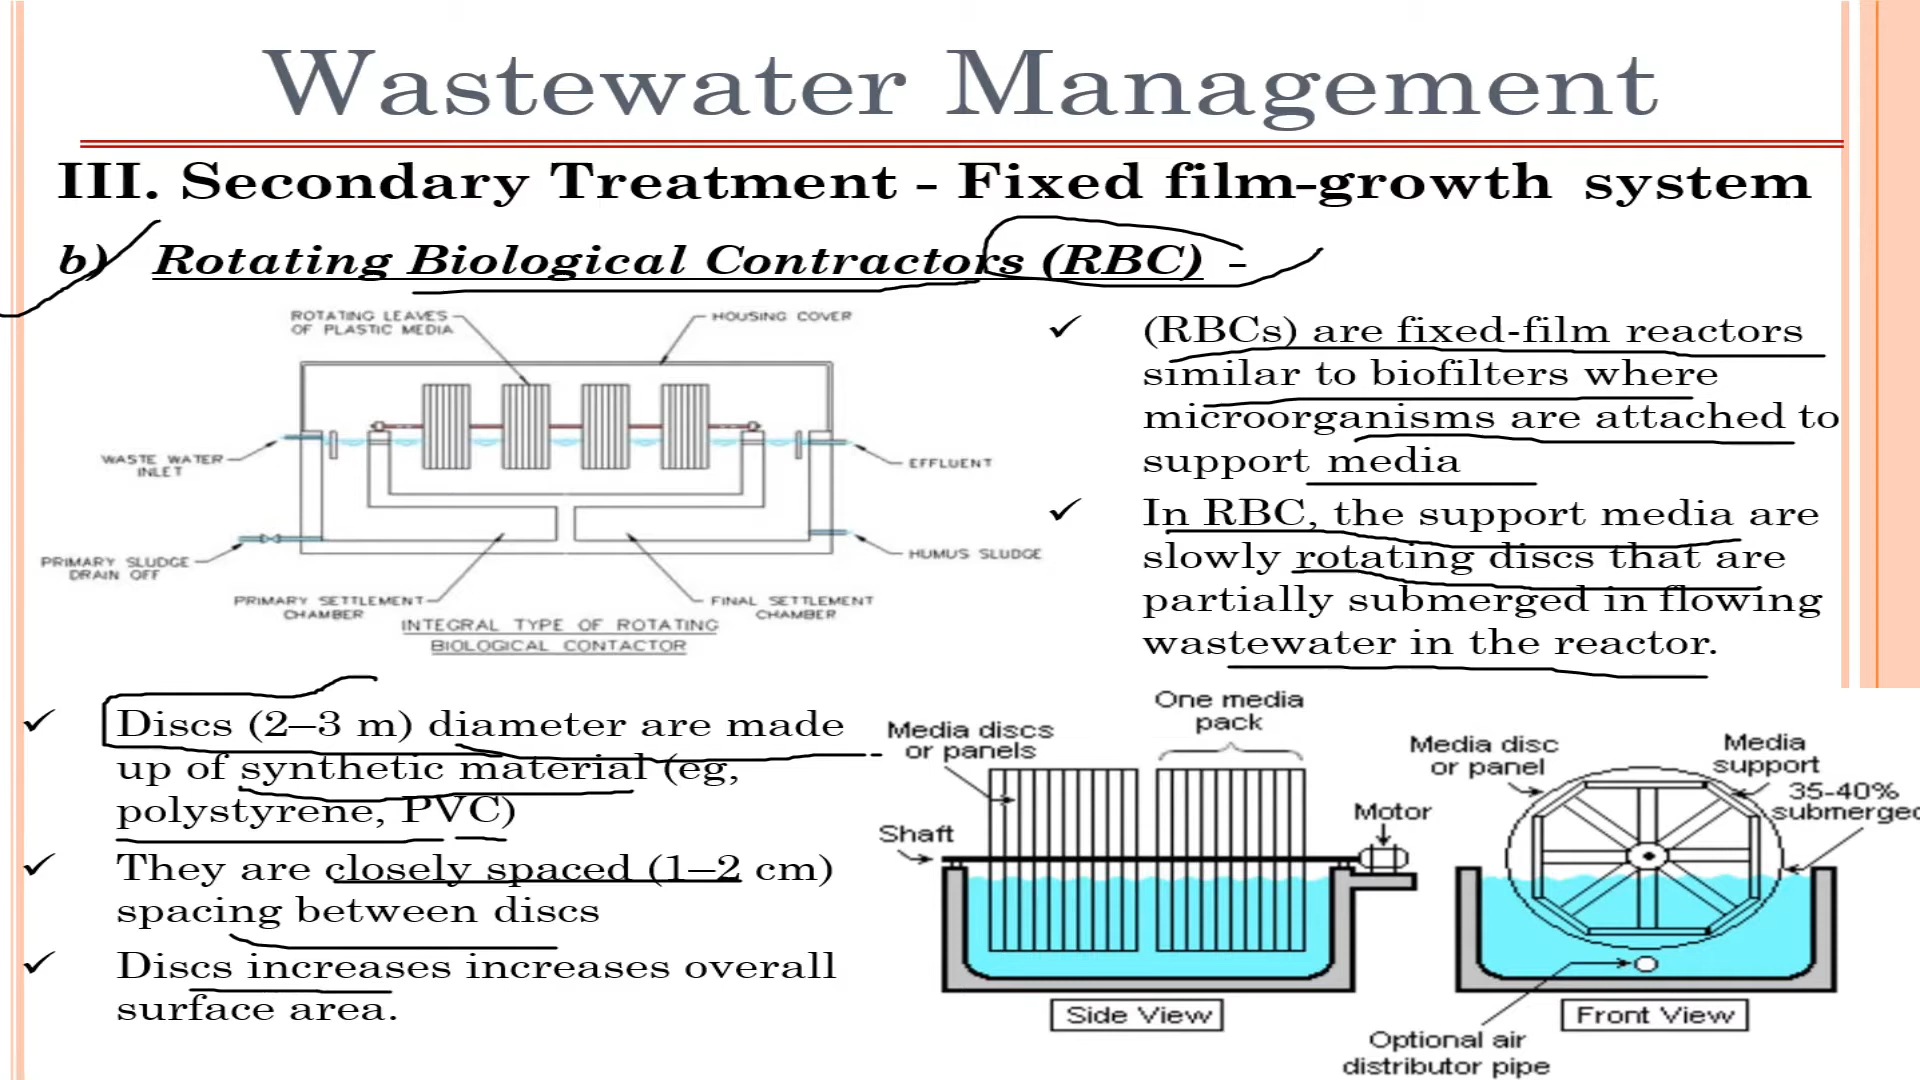 Wastewater Management
III. Secondary Treatment - Fixed film-growth system
b) Rotating Biological Contractors (RBC) -
ROTATING LEAVES
OF PLASTIC MEDIA
HOUSING COVER
WASTE WATER
INLET
EFFLUENT
PRIMARY SLUDGE
DRAIN OFF
HUMUS SLUDGE
PRIMARY SETTLEMENT
CHAMBER
FINAL SETTLEMENT
CHAMBER
INTEGRAL TYPE OF ROTATING
BIOLOGICAL CONTACTOR
✓ (RBCs) are fixed-film reactors
similar to biofilters where
microorganisms are attached to
support media
✓ In RBC, the support media are
slowly rotating discs that are
partially submerged in flowing
wastewater in the reactor.
✓ Discs (2–3 m) diameter are made
up of synthetic material (eg,
polystyrene, PVC)
✓ They are closely spaced (1–2 cm)
spacing between discs
✓ Discs increases increases overall
surface area.
Media discs
or panels
One media
pack
Shaft
Motor
Side View
Media disc
or panel
Media
support
35-40%
submerged
Optional air
distributor pipe
Front View